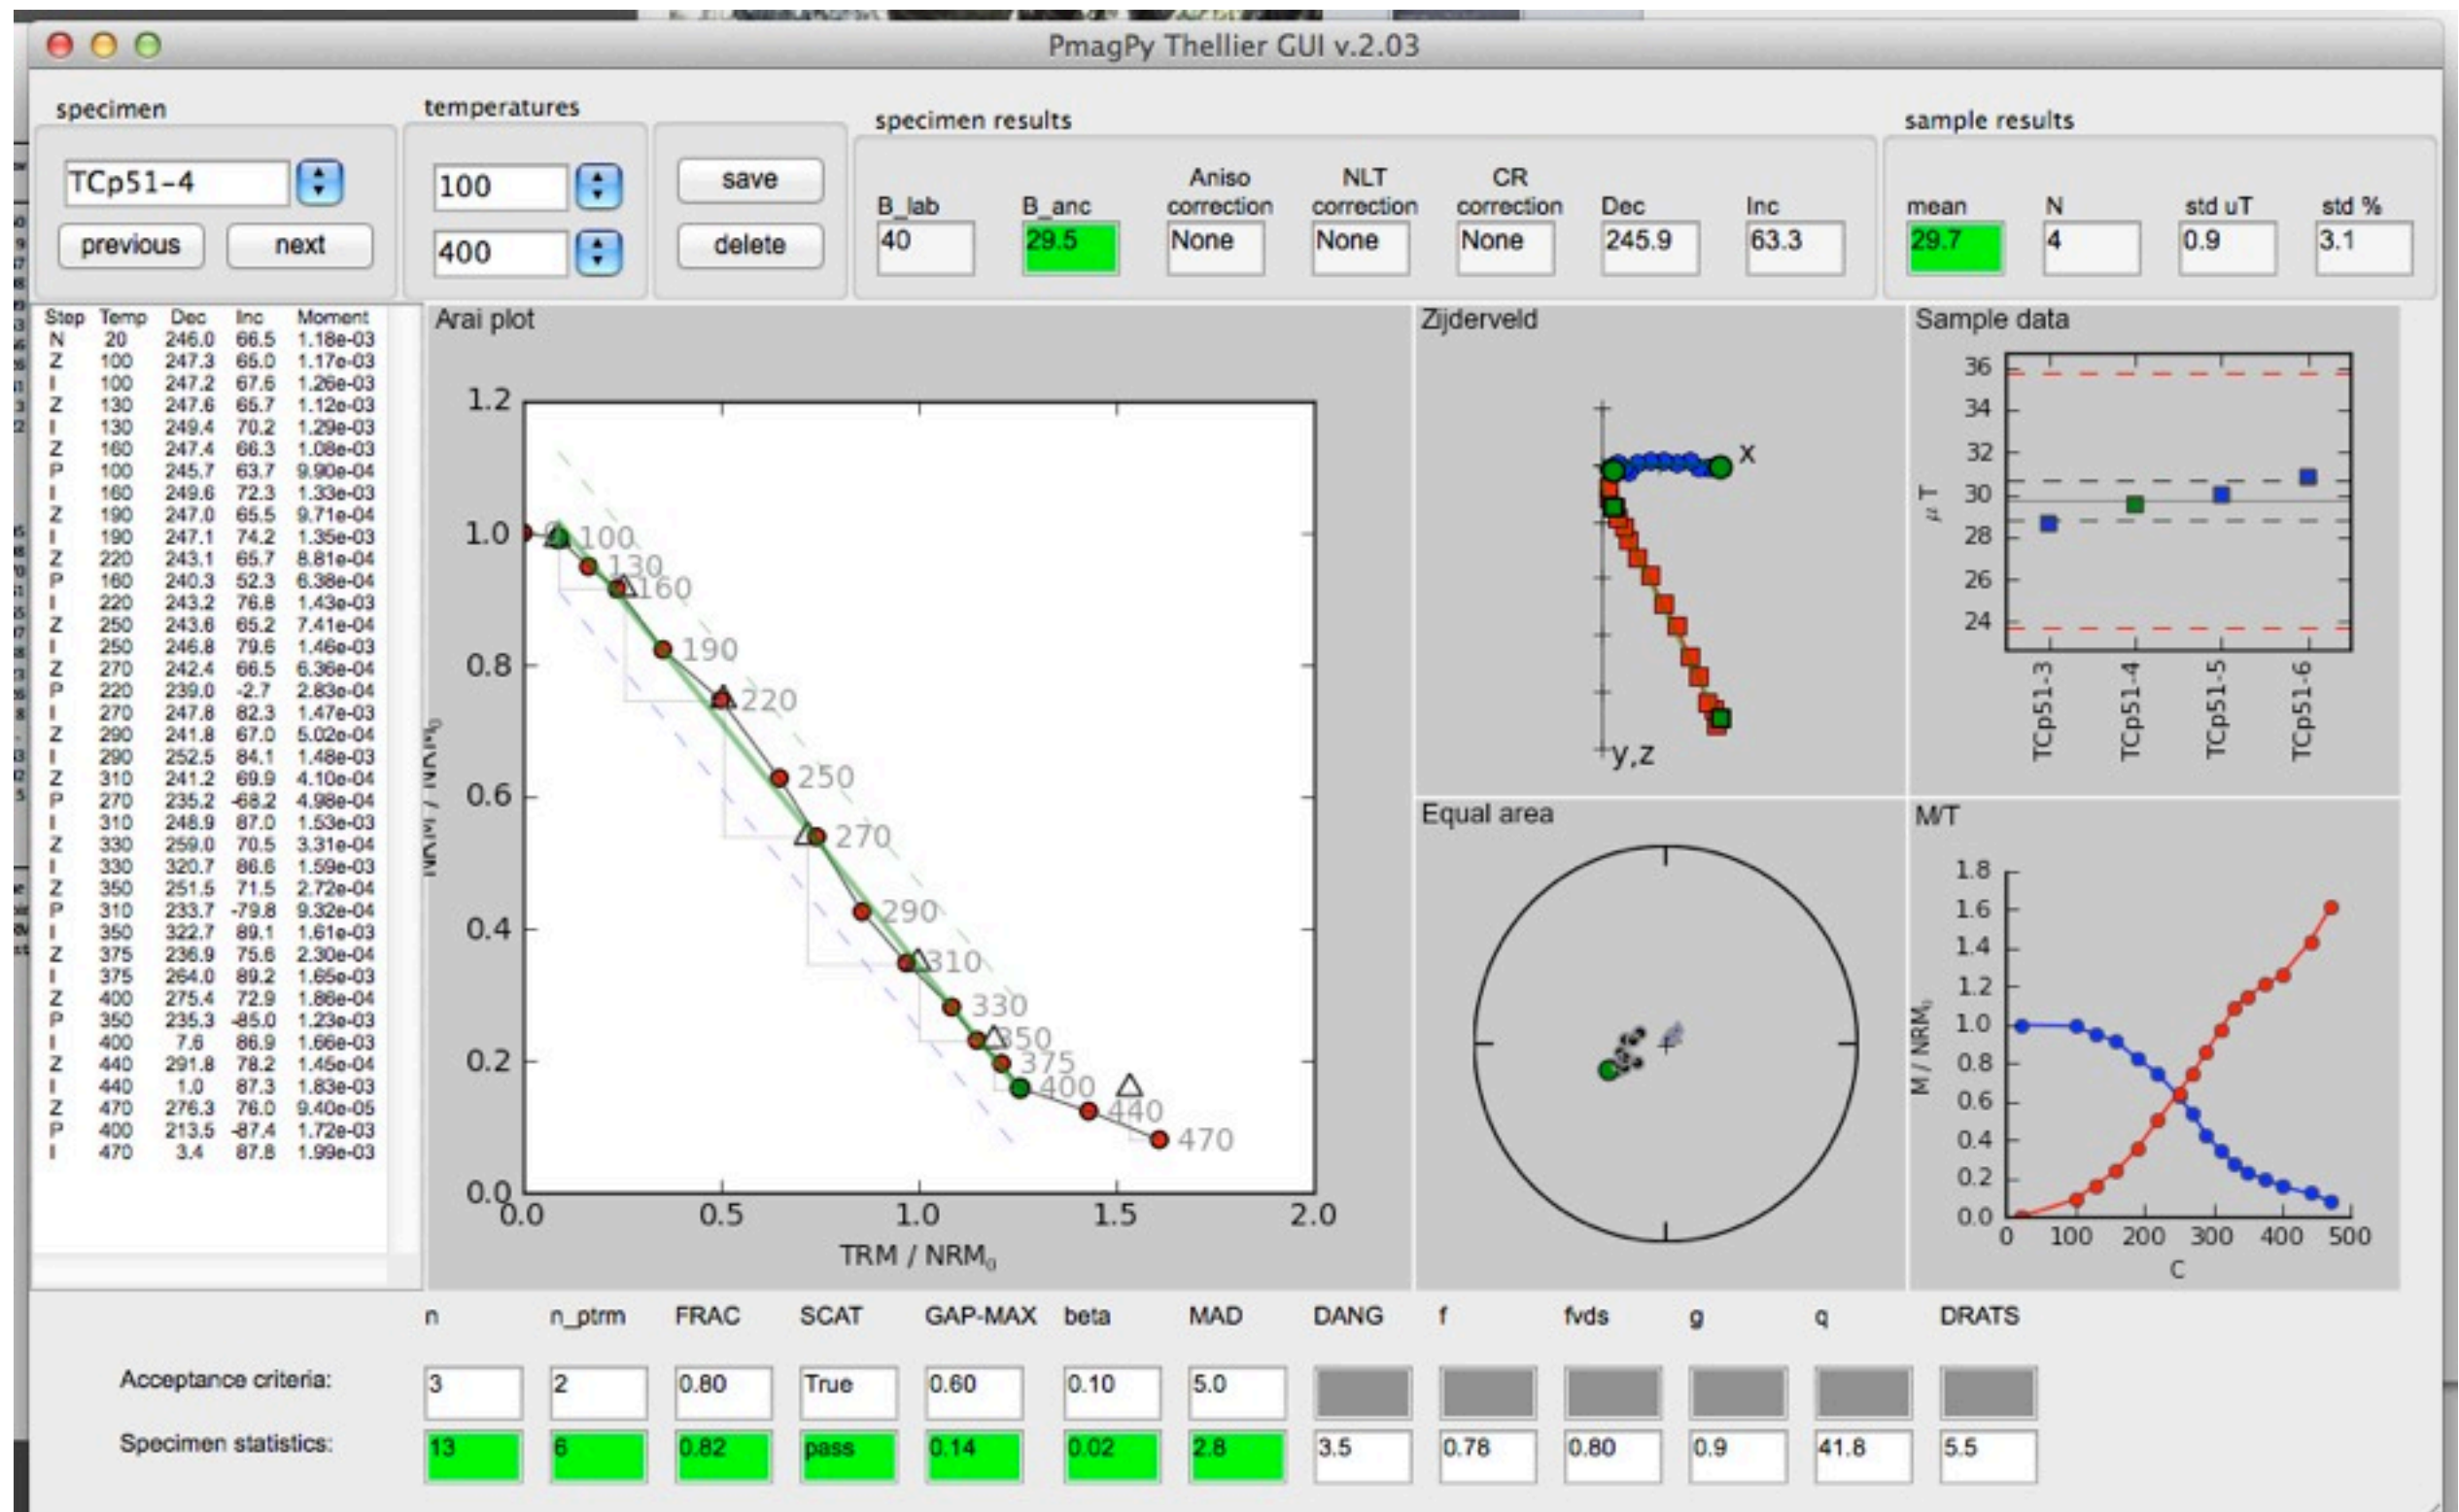 PmagPy Thellier GUI v.2.03
specimen
temperatures
specimen results
sample results
TCp51-4
previous
next
100
400
save
delete
B_lab
40
B_anc
29.5
Aniso
correction
None
NLT
correction
None
CR
correction
None
Dec
245.9
Inc
63.3
mean
29.7
N
4
std uT
0.9
std %
3.1
Step Temp Dec Inc Moment
N 20 246.0 66.5 1.18e-03
Z 100 247.3 65.0 1.17e-03
I 100 247.2 67.6 1.26e-03
Z 130 247.6 65.7 1.12e-03
I 130 249.4 70.2 1.29e-03
Z 160 247.4 66.3 1.08e-03
P 100 245.7 63.7 9.90e-04
I 160 249.6 72.3 1.33e-03
Z 190 247.0 65.5 9.71e-04
I 190 247.1 74.2 1.35e-03
Z 220 243.1 65.7 8.81e-04
P 160 240.3 52.3 6.38e-04
I 220 243.2 76.8 1.43e-03
Z 250 243.6 65.2 7.41e-04
I 250 246.8 79.6 1.46e-03
Z 270 242.4 66.5 6.36e-04
P 220 239.0 -2.7 2.83e-04
I 270 247.8 82.3 1.47e-03
Z 290 241.8 67.0 5.02e-04
I 290 252.5 84.1 1.48e-03
Z 310 241.2 69.9 4.10e-04
P 270 235.2 -68.2 4.98e-04
I 310 248.9 87.0 1.53e-03
Z 330 259.0 70.5 3.31e-04
I 330 320.7 86.6 1.59e-03
Z 350 251.5 71.5 2.72e-04
P 310 233.7 -79.8 9.32e-04
I 350 322.7 89.1 1.61e-03
Z 375 236.9 75.6 2.30e-04
I 375 264.0 89.2 1.65e-03
Z 400 275.4 72.9 1.86e-04
P 350 235.3 -85.0 1.23e-03
I 400 7.6 86.9 1.66e-03
Z 440 291.8 78.2 1.45e-04
I 440 1.0 87.3 1.83e-03
Z 470 276.3 76.0 9.40e-05
P 400 213.5 -87.4 1.72e-03
I 470 3.4 87.8 1.99e-03
Arai plot
1.2
1.0
0.8
0.6
0.4
0.2
0.0
100
130
160
190
220
250
270
290
310
330
350
375
400
440
470
0.0 0.5 1.0 1.5 2.0
TRM / NRM₀
Zijderveld
x
y,z
Sample data
μ T
36
34
32
30
28
26
24
TCp51-3
TCp51-4
TCp51-5
TCp51-6
Equal area
M/T
M / NRM₀
1.8
1.6
1.4
1.2
1.0
0.8
0.6
0.4
0.2
0.0
0 100 200 300 400 500
C
n n_ptrm FRAC SCAT GAP-MAX beta MAD DANG f fvds g q DRATS
Acceptance criteria: 3 2 0.80 True 0.60 0.10 5.0
Specimen statistics: 13 6 0.82 pass 0.14 0.02 2.8 3.5 0.78 0.80 0.9 41.8 5.5